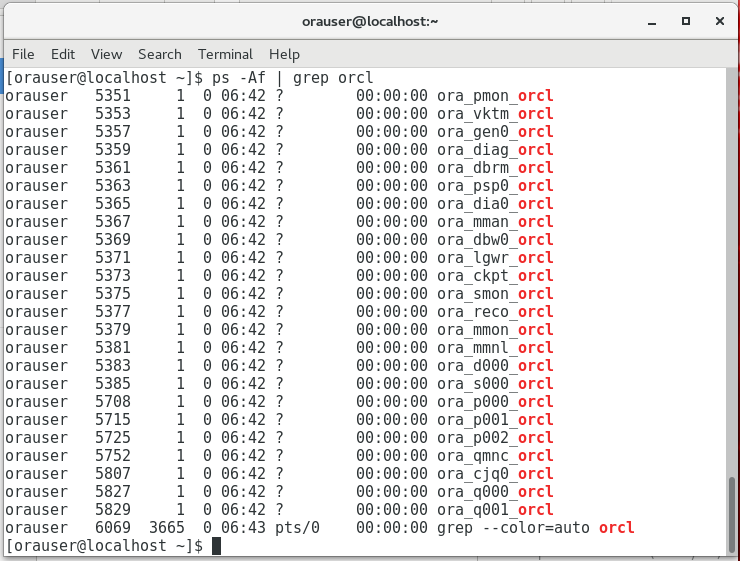 orauser@localhost:~
File Edit View Search Terminal Help
[orauser@localhost ~]$ ps -Af | grep orcl
orauser   5351     1  0 06:42 ?        00:00:00 ora_pmon_orcl
orauser   5353     1  0 06:42 ?        00:00:00 ora_vktm_orcl
orauser   5357     1  0 06:42 ?        00:00:00 ora_gen0_orcl
orauser   5359     1  0 06:42 ?        00:00:00 ora_diag_orcl
orauser   5361     1  0 06:42 ?        00:00:00 ora_dbrm_orcl
orauser   5363     1  0 06:42 ?        00:00:00 ora_psp0_orcl
orauser   5365     1  0 06:42 ?        00:00:00 ora_dia0_orcl
orauser   5367     1  0 06:42 ?        00:00:00 ora_mman_orcl
orauser   5369     1  0 06:42 ?        00:00:00 ora_dbw0_orcl
orauser   5371     1  0 06:42 ?        00:00:00 ora_lgwr_orcl
orauser   5373     1  0 06:42 ?        00:00:00 ora_ckpt_orcl
orauser   5375     1  0 06:42 ?        00:00:00 ora_smon_orcl
orauser   5377     1  0 06:42 ?        00:00:00 ora_reco_orcl
orauser   5379     1  0 06:42 ?        00:00:00 ora_mmon_orcl
orauser   5381     1  0 06:42 ?        00:00:00 ora_mmnl_orcl
orauser   5383     1  0 06:42 ?        00:00:00 ora_d000_orcl
orauser   5385     1  0 06:42 ?        00:00:00 ora_s000_orcl
orauser   5708     1  0 06:42 ?        00:00:00 ora_p000_orcl
orauser   5715     1  0 06:42 ?        00:00:00 ora_p001_orcl
orauser   5725     1  0 06:42 ?        00:00:00 ora_p002_orcl
orauser   5752     1  0 06:42 ?        00:00:00 ora_qmnc_orcl
orauser   5807     1  0 06:42 ?        00:00:00 ora_cjq0_orcl
orauser   5827     1  0 06:42 ?        00:00:00 ora_q000_orcl
orauser   5829     1  0 06:42 ?        00:00:00 ora_q001_orcl
orauser   6069  3665  0 06:43 pts/0    00:00:00 grep --color=auto orcl
[orauser@localhost ~]$